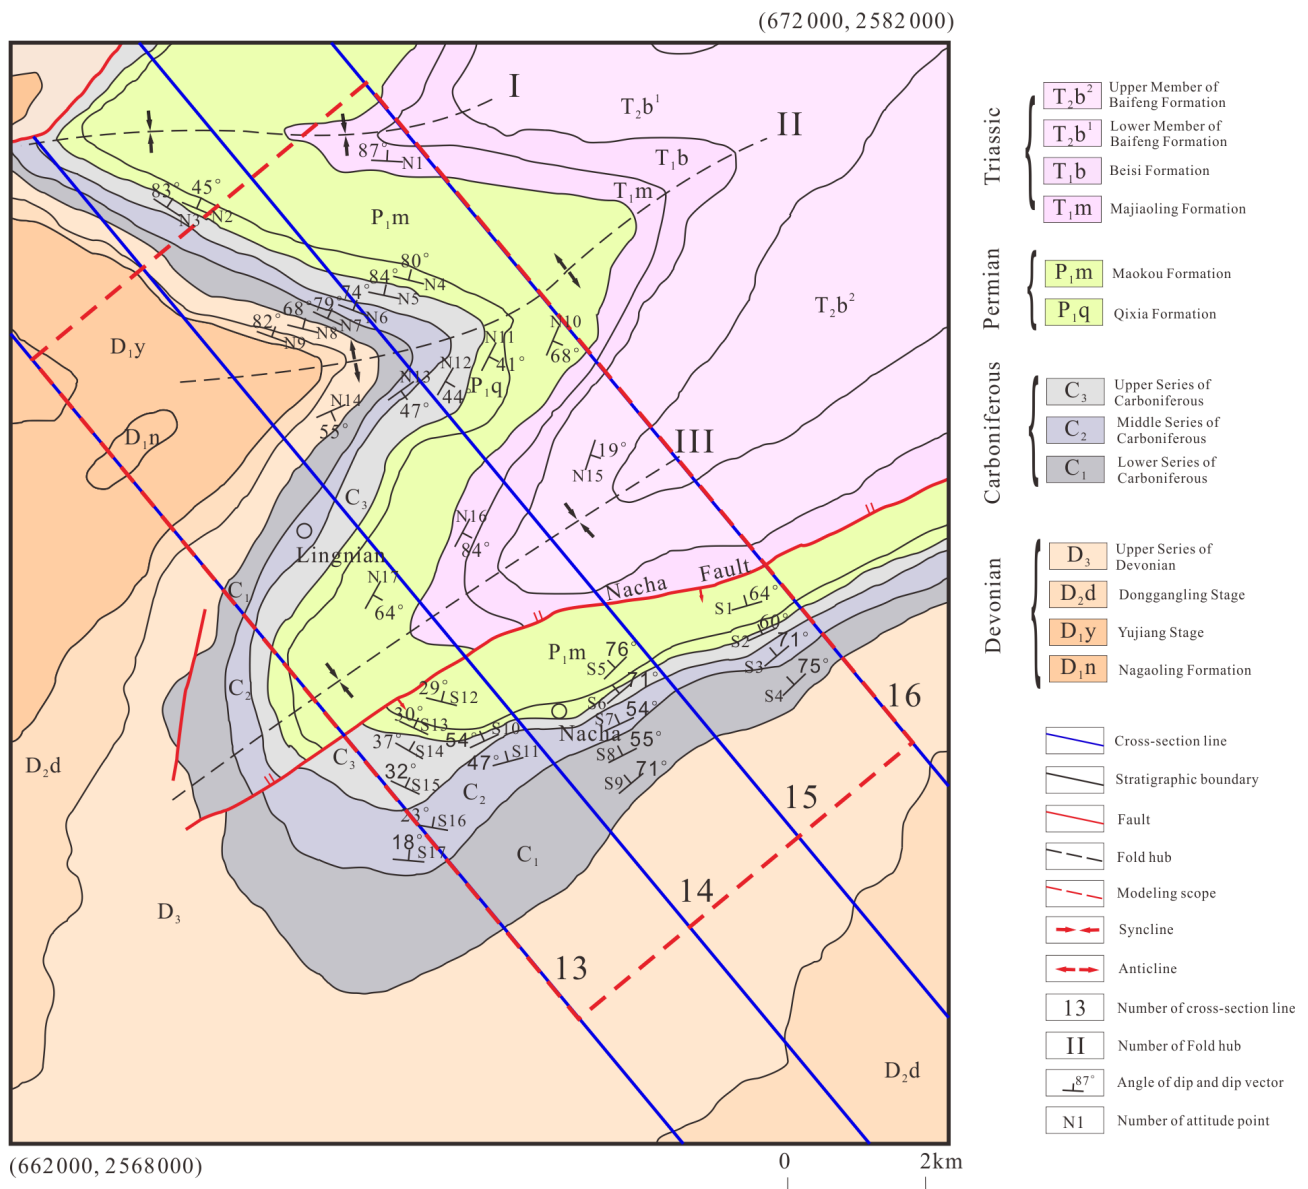 (672000, 2582000)
I
II
III
T₂b¹
T₁b
T₁m
T₂b²
87°
N1
83°
45°
N3
N2
P₁m
80°
N4
84°
N5
74°
N6
79°
N7
68°
N8
82°
N9
D₁y
D₁n
N10
68°
N11
41°
N12
44°
P₁q
N13
47°
N14
55°
19°
N15
C₃
N16
84°
Lingnian
N17
64°
C₁
C₂
Nacha Fault
64°
S1
60°
S2
71°
S3
75°
S4
P₁m
76°
S5
71°
S6
54°
S7
Nacha
55°
S8
71°
S9
29°
S12
30°
S13
37°
S14
54°
S10
47°
S11
32°
S15
C₃
C₂
23°
S16
18°
S17
C₁
D₂d
D₃
D₂d
13
14
15
16
(662000, 2568000)
0
2km
Triassic
T₂b²
Upper Member of
Baifeng Formation
T₂b¹
Lower Member of
Baifeng Formation
T₁b
Beisi Formation
T₁m
Majiaoling Formation
Permian
P₁m
Maokou Formation
P₁q
Qixia Formation
Carboniferous
C₃
Upper Series of
Carboniferous
C₂
Middle Series of
Carboniferous
C₁
Lower Series of
Carboniferous
Devonian
D₃
Upper Series of
Devonian
D₂d
Donggangling Stage
D₁y
Yujiang Stage
D₁n
Nagaoling Formation
Cross-section line
Stratigraphic boundary
Fault
Fold hub
Modeling scope
Syncline
Anticline
13
Number of cross-section line
II
Number of Fold hub
87°
Angle of dip and dip vector
N1
Number of attitude point